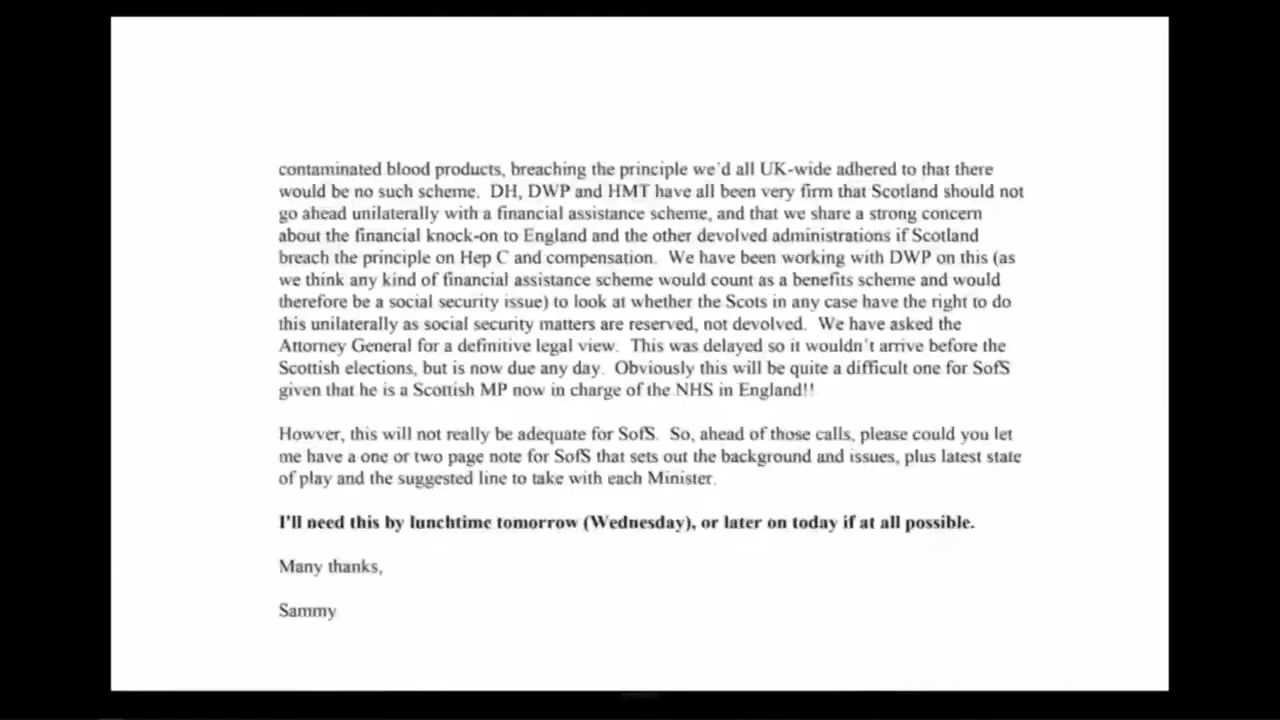 contaminated blood products, breaching the principle we'd all UK-wide adhered to that there
would be no such scheme. DH, DWP and HMT have all been very firm that Scotland should not
go ahead unilaterally with a financial assistance scheme, and that we share a strong concern
about the financial knock-on to England and the other devolved administrations if Scotland
breach the principle on Hep C and compensation. We have been working with DWP on this (as
we think any kind of financial assistance scheme would count as a benefits scheme and would
therefore be a social security issue) to look at whether the Scots in any case have the right to do
this unilaterally as social security matters are reserved, not devolved. We have asked the
Attorney General for a definitive legal view. This was delayed so it wouldn't arrive before the
Scottish elections, but is now due any day. Obviously this will be quite a difficult one for SofS
given that he is a Scottish MP now in charge of the NHS in England!!
Howver, this will not really be adequate for SofS. So, ahead of those calls, please could you let
me have a one or two page note for SofS that sets out the background and issues, plus latest state
of play and the suggested line to take with each Minister.
I'll need this by lunchtime tomorrow (Wednesday), or later on today if at all possible.
Many thanks,
Sammy